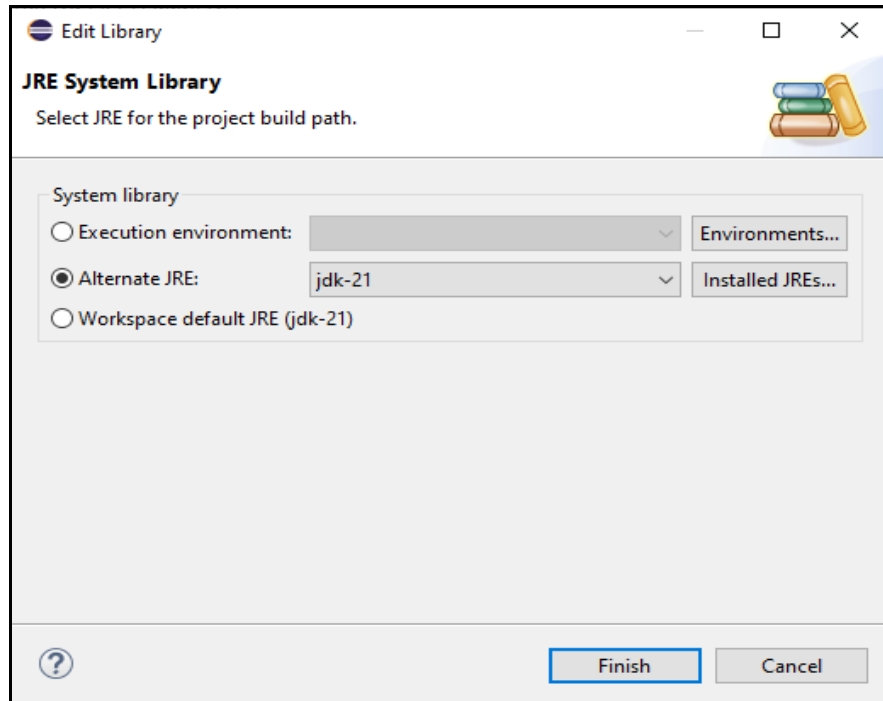 Edit Library
JRE System Library
Select JRE for the project build path.
System library
Execution environment: Environments...
Alternate JRE: jdk-21 Installed JREs...
Workspace default JRE (jdk-21)
? Finish Cancel